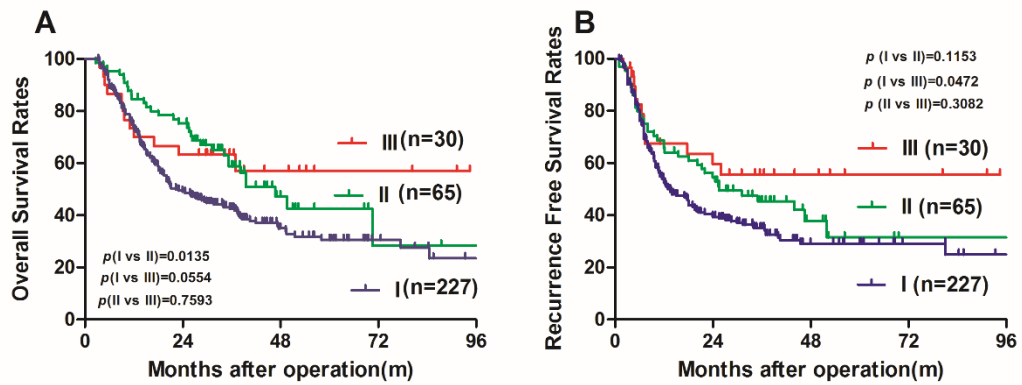 A
Overall Survival Rates
100
80
60
40
20
0
III (n=30)
II (n=65)
I (n=227)
p(I vs II)=0.0135
p(I vs III)=0.0554
p(II vs III)=0.7593
0 24 48 72 96
Months after operation(m)
B
Recurrence Free Survival Rates
100
80
60
40
20
0
p (I vs II)=0.1153
p (I vs III)=0.0472
p (II vs III)=0.3082
III (n=30)
II (n=65)
I (n=227)
0 24 48 72 96
Months after operation(m)